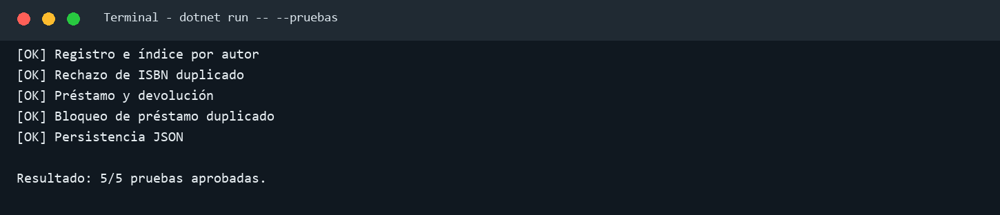 Terminal - dotnet run -- --pruebas
[OK] Registro e índice por autor
[OK] Rechazo de ISBN duplicado
[OK] Préstamo y devolución
[OK] Bloqueo de préstamo duplicado
[OK] Persistencia JSON
Resultado: 5/5 pruebas aprobadas.